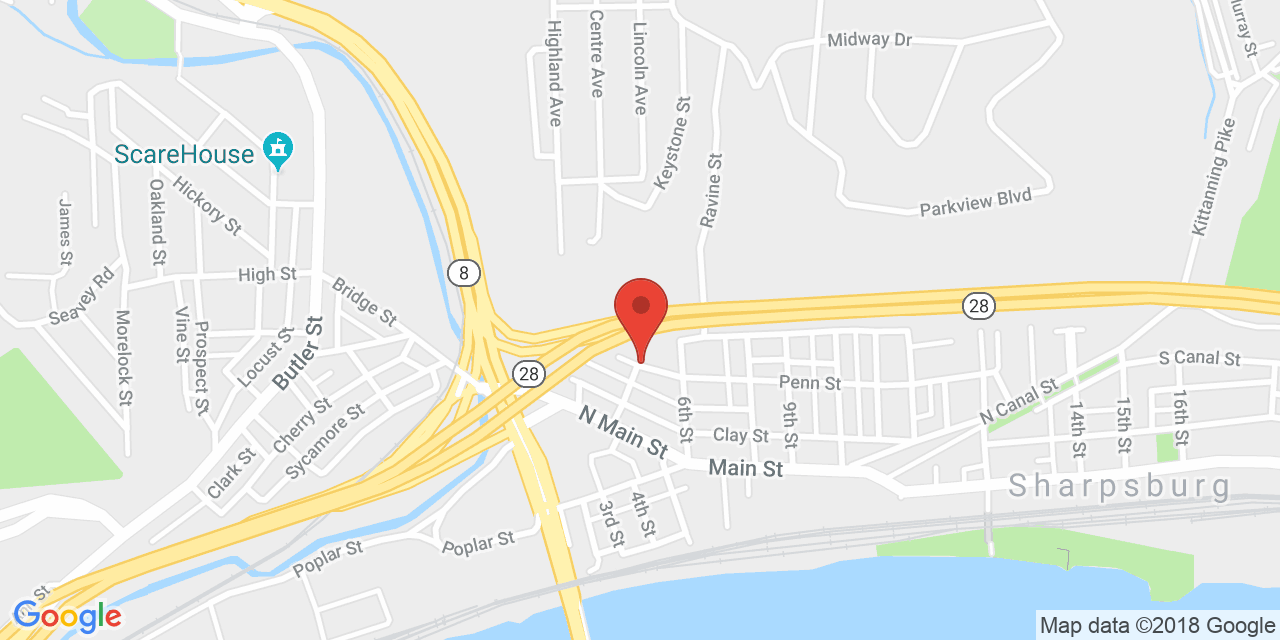 Midway Dr
Murray St
Highland Ave
Centre Ave
Lincoln Ave
Keystone St
Ravine St
Parkview Blvd
Kittanning Pike
ScareHouse
Hickory St
Oakland St
James St
High St
Seavey Rd
Bridge St
Morelock St
Vine St
Prospect St
Locust St
Butler St
Cherry St
Sycamore St
Clark St
8
28
28
Penn St
S Canal St
N Canal St
6th St
9th St
14th St
15th St
16th St
Clay St
N Main St
Main St
Sharpsburg
3rd St
4th St
Poplar St
Poplar St
St
Google
Map data ©2018 Google